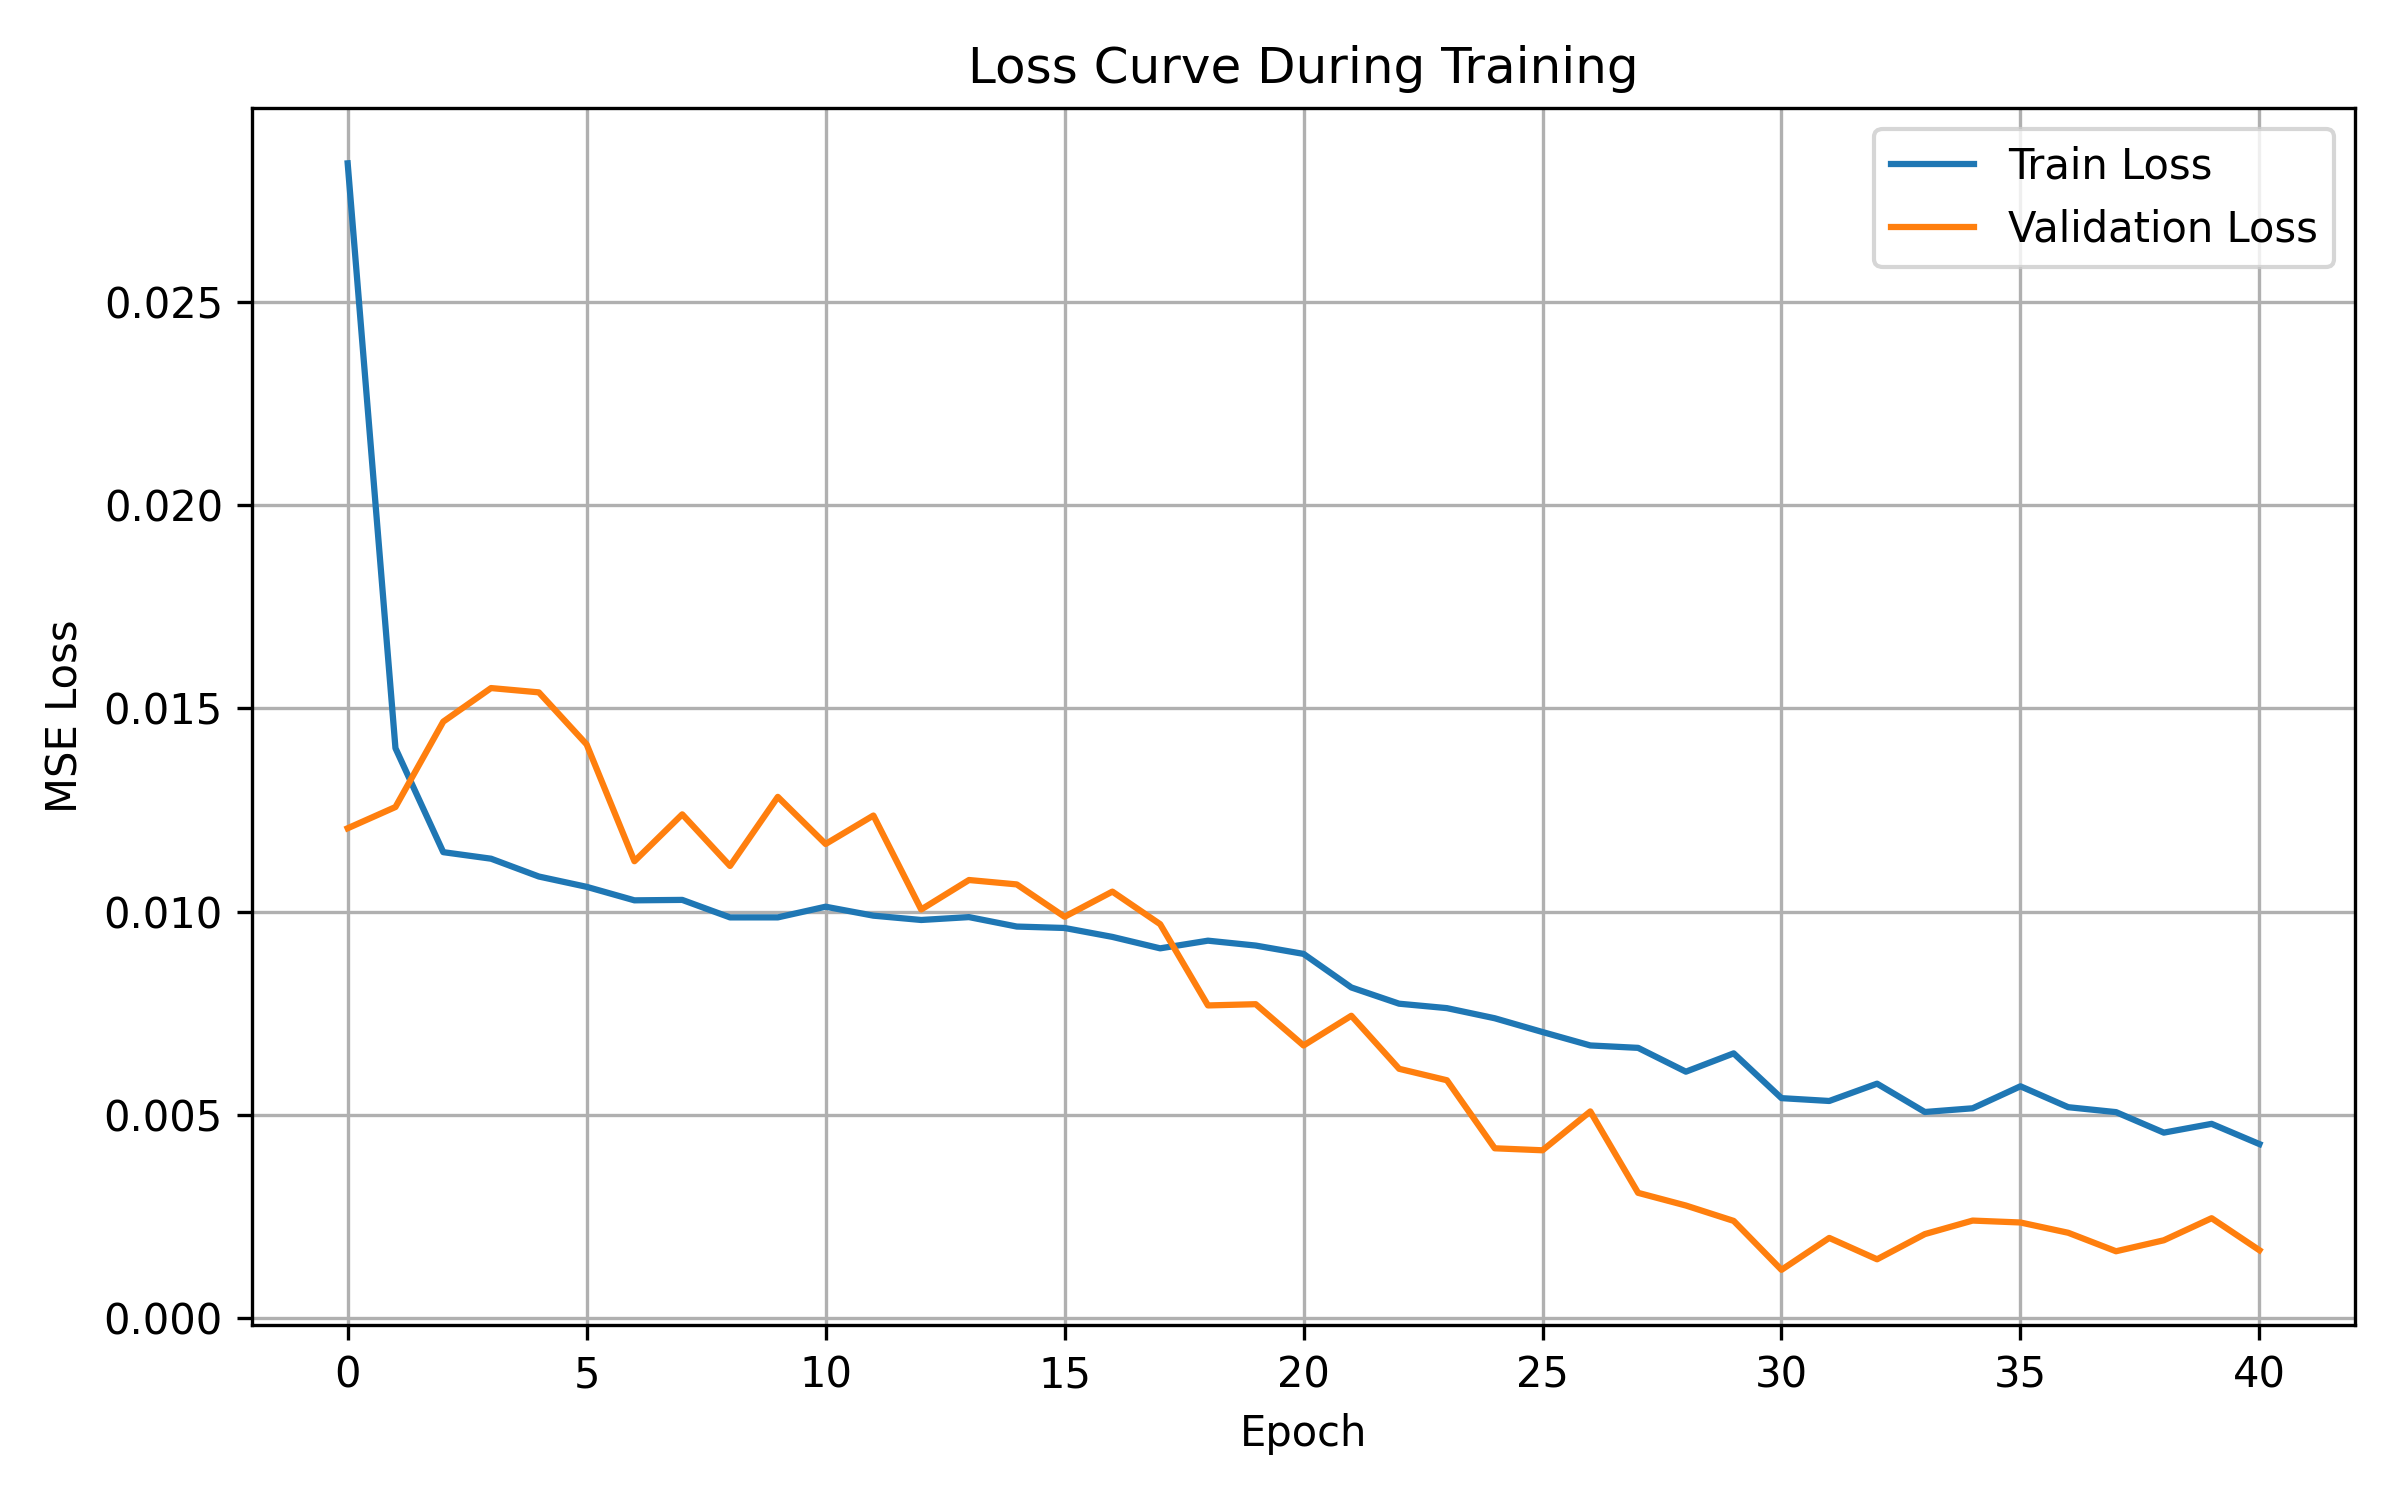 Loss Curve During Training
Train Loss
Validation Loss
MSE Loss
0.025
0.020
0.015
0.010
0.005
0.000
0 5 10 15 20 25 30 35 40
Epoch